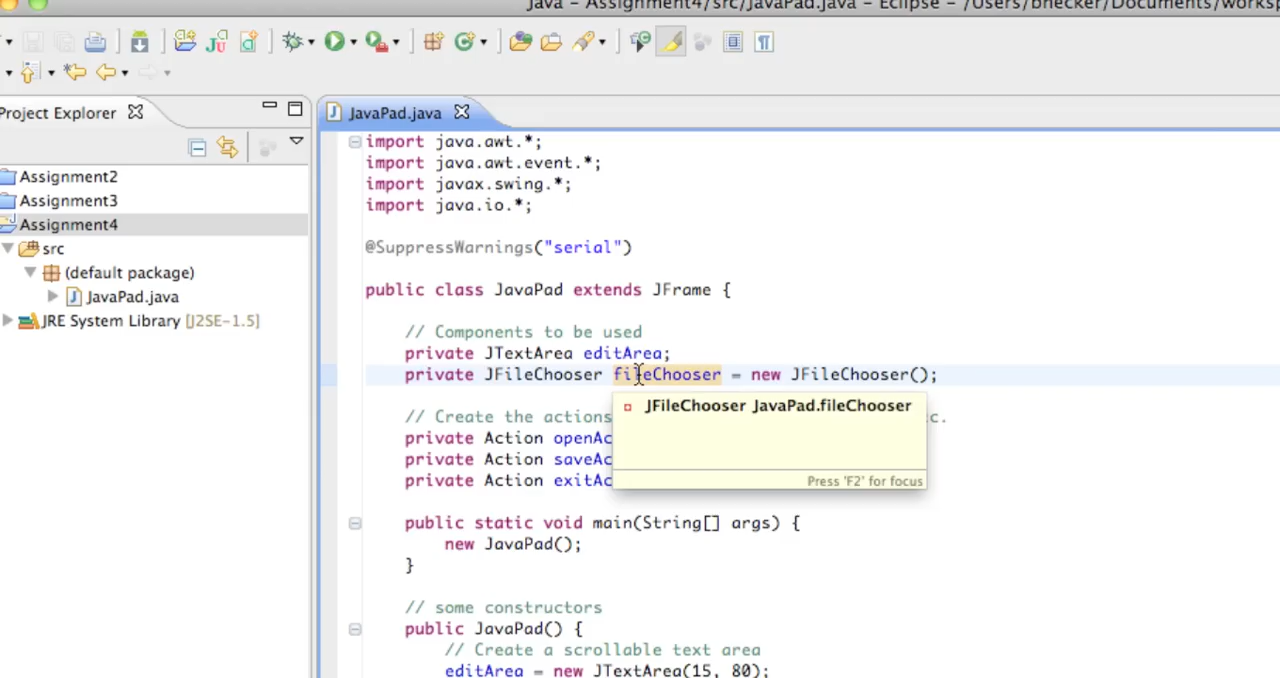 Java – Assignment4/src/JavaPad.java – Eclipse – /Users/bhecker/Documents/worksp
Project Explorer
JavaPad.java
Assignment2
Assignment3
Assignment4
src
(default package)
JavaPad.java
JRE System Library [J2SE-1.5]
import java.awt.*;
import java.awt.event.*;
import javax.swing.*;
import java.io.*;
@SuppressWarnings("serial")
public class JavaPad extends JFrame {
// Components to be used
private JTextArea editArea;
private JFileChooser fileChooser = new JFileChooser();
JFileChooser JavaPad.fileChooser
Press 'F2' for focus
// Create the actions c.
private Action openAc
private Action saveAc
private Action exitAc
public static void main(String[] args) {
new JavaPad();
}
// some constructors
public JavaPad() {
// Create a scrollable text area
editArea = new JTextArea(15, 80);